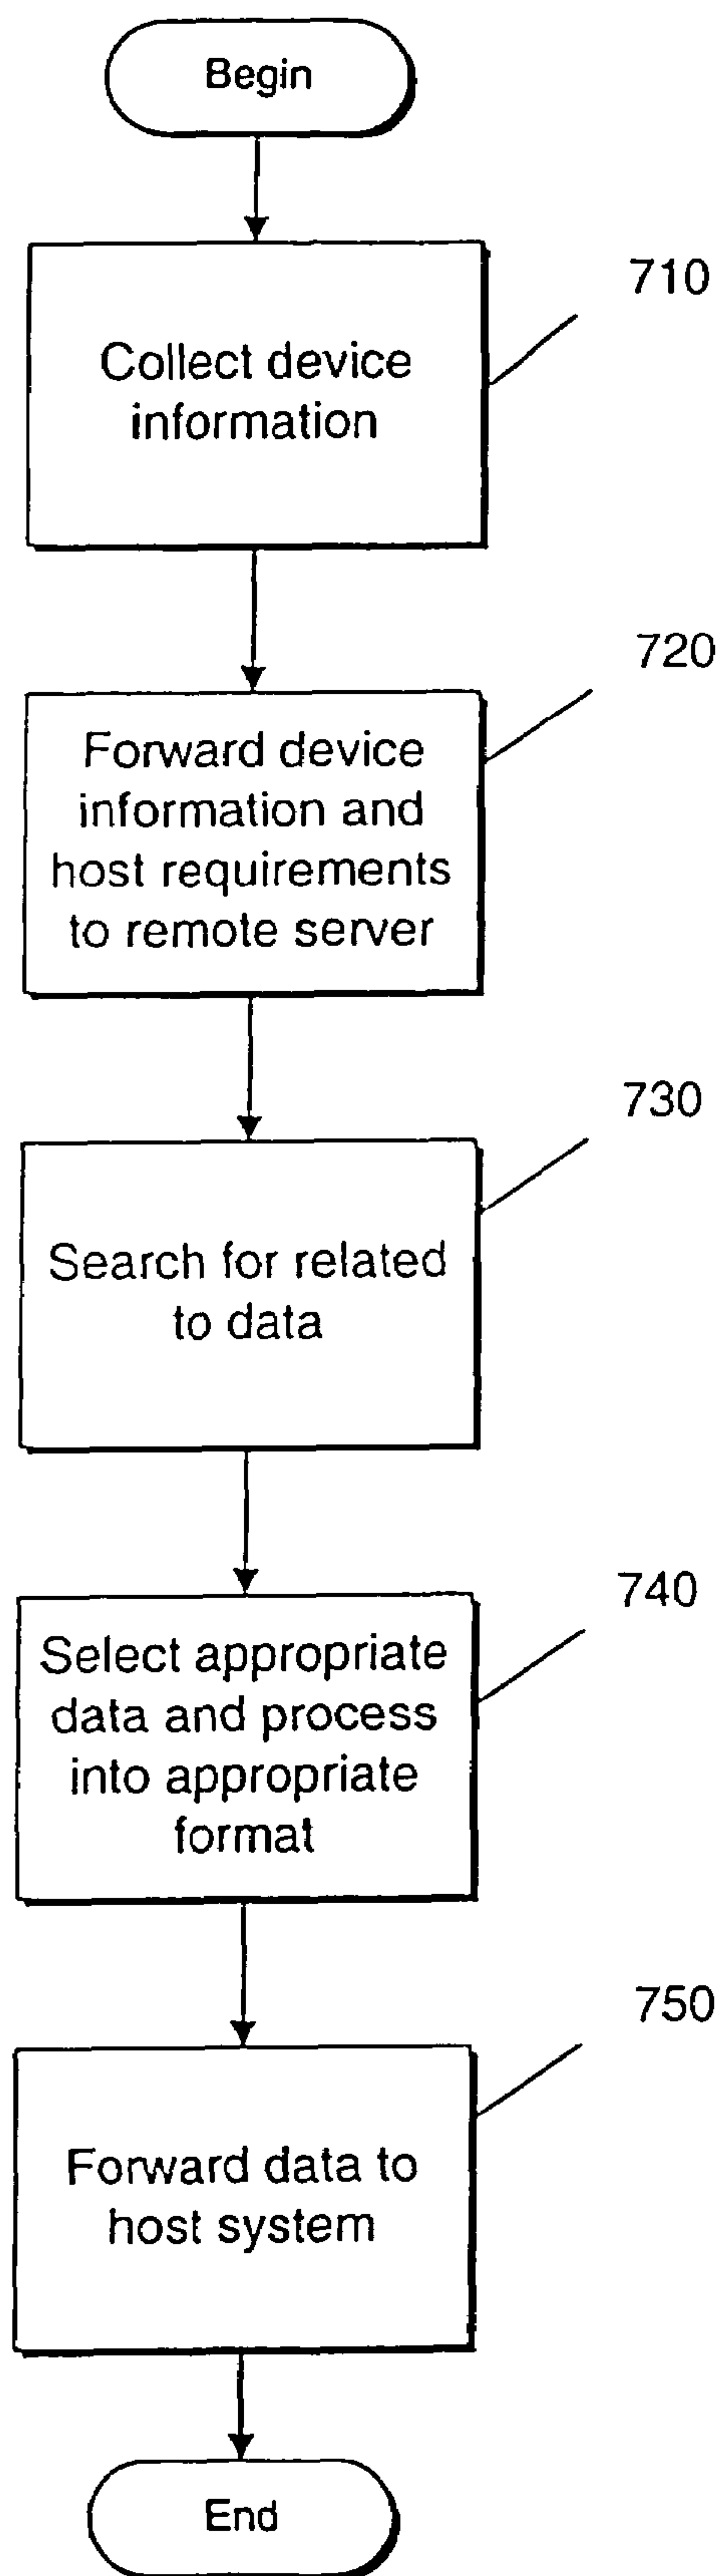 Begin
710
Collect device
information
720
Forward device
information and
host requirements
to remote server
730
Search for related
to data
740
Select appropriate
data and process
into appropriate
format
750
Forward data to
host system
End